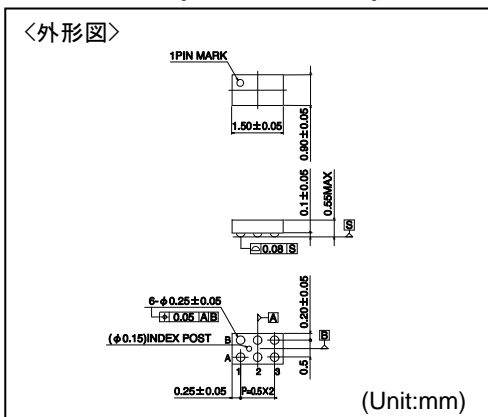 〈外形図〉
1PIN MARK
1.50±0.05
0.90±0.05
0.1±0.05
0.55MAX
S
0.08 S
6-φ0.25±0.05
0.05 A B
A
0.20±0.05
B
(φ0.15)INDEX POST
B
A
1 2 3
0.5
0.25±0.05 P=0.5X2
(Unit:mm)